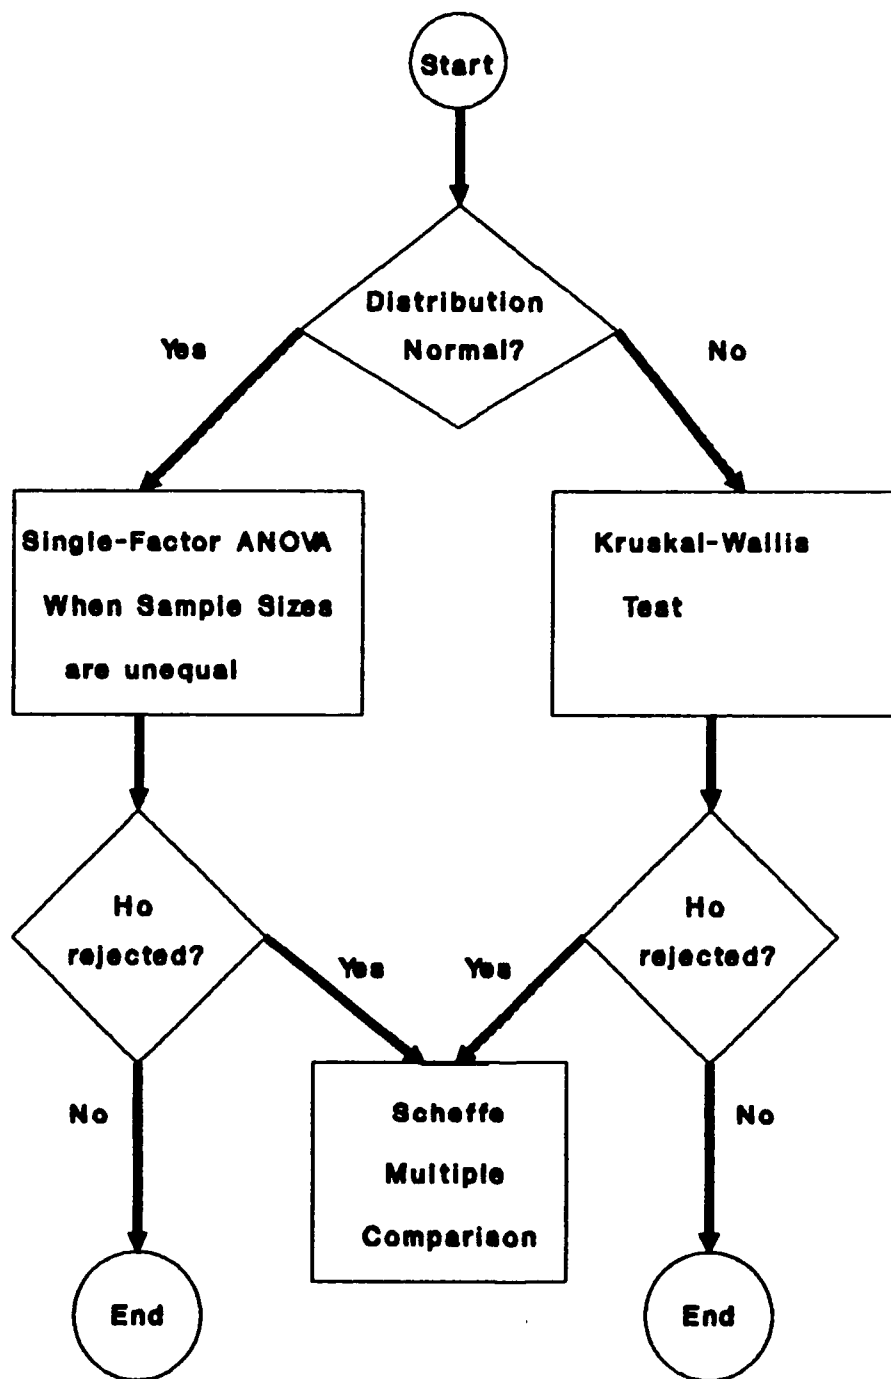 Start
Distribution
Normal?
Yes
No
Single-Factor ANOVA
When Sample Sizes
are unequal
Kruskal-Wallis
Test
Ho
rejected?
Ho
rejected?
Yes
Yes
No
Scheffe
Multiple
Comparison
No
End
End